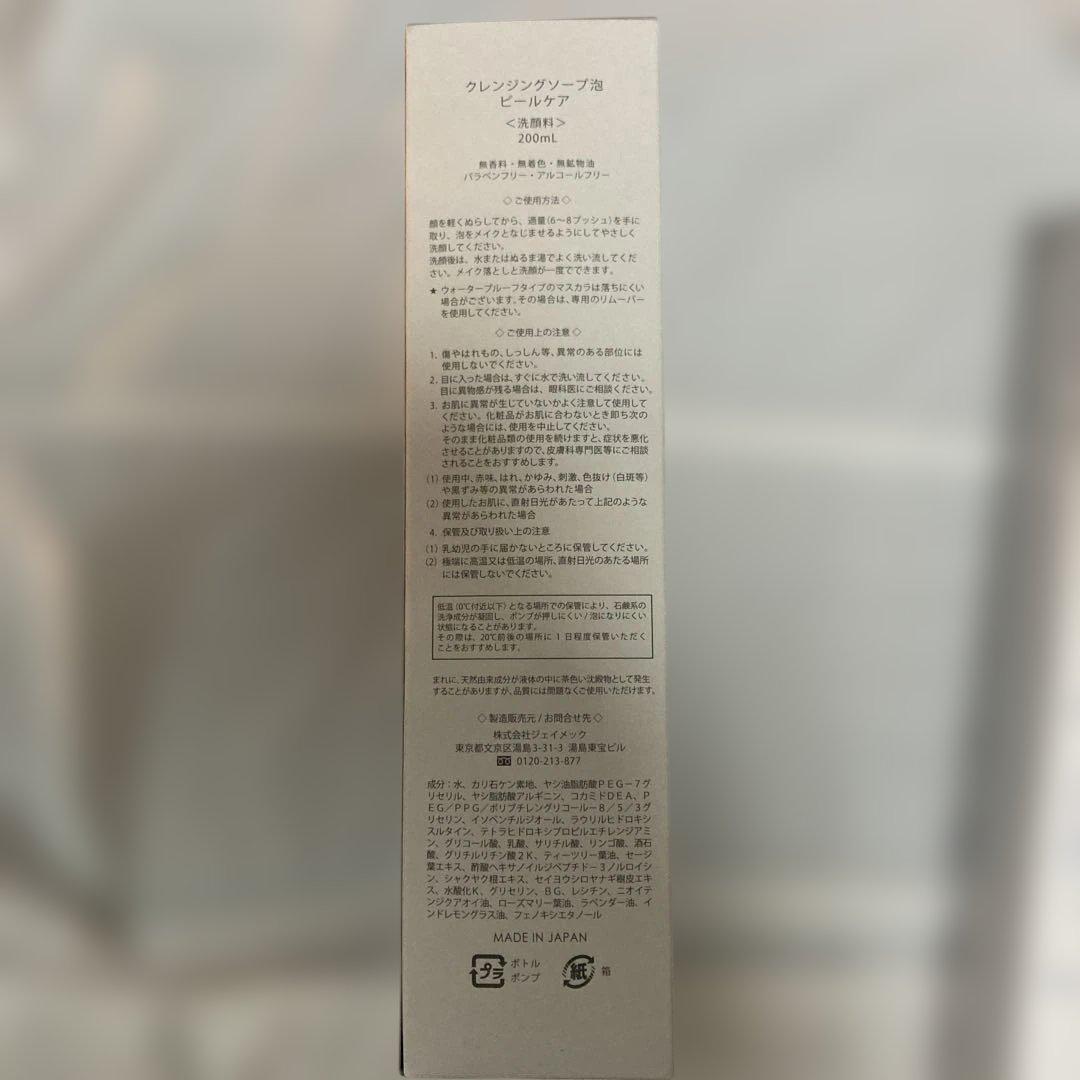 クレンジングソープ泡
ピールケア
＜洗顔料＞
200mL
無香料・無着色・無鉱物油
パラベンフリー・アルコールフリー
◇ご使用方法◇
顔を軽くぬらしてから、適量（6〜8プッシュ）を手に
取り、泡をメイクとなじませるようにしてやさしく
洗顔してください。
洗顔後は、水またはぬるま湯でよく洗い流してくだ
さい。メイク落としと洗顔が一度でできます。
★ ウォータープルーフタイプのマスカラは落ちにくい
場合がございます。その場合は、専用のリムーバー
を使用してください。
◇ご使用上の注意◇
1. 傷やはれもの、しっしん等、異常のある部位には
使用しないでください。
2. 目に入った場合は、すぐに水で洗い流してください。
目に異物感が残る場合は、眼科医にご相談ください。
3. お肌に異常が生じていないかよく注意して使用して
ください。化粧品がお肌に合わないとき即ち次の
ような場合には、使用を中止してください。
そのまま化粧品類の使用を続けますと、症状を悪化
させることがありますので、皮膚科専門医等にご相談
されることをおすすめします。
(1) 使用中、赤味、はれ、かゆみ、刺激、色抜け（白斑等）
や黒ずみ等の異常があらわれた場合
(2) 使用したお肌に、直射日光があたって上記のような
異常があらわれた場合
4. 保管及び取り扱い上の注意
(1) 乳幼児の手に届かないところに保管してください。
(2) 極端に高温又は低温の場所、直射日光のあたる場所
には保管しないでください。
低温（0℃付近以下）となる場所での保管により、石鹸系の
洗浄成分が凝固し、ポンプが押しにくい/泡になりにくい
状態になることがあります。
その際は、20℃前後の場所に1日程度保管いただく
ことをおすすめします。
まれに、天然由来成分が液体の中に茶色い沈殿物として発生
することがありますが、品質には問題なくご使用いただけます。
◇製造販売元/お問合せ先◇
株式会社ジェイメック
東京都文京区湯島3-31-3 湯島東宝ビル
0120-213-877
成分：水、カリ石ケン素地、ヤシ油脂肪酸ＰＥＧ－７グ
リセリル、ヤシ脂肪酸アルギニン、コカミドＤＥＡ、Ｐ
ＥＧ／ＰＰＧ／ポリブチレングリコール－８／５／３グ
リセリン、イソペンチルジオール、ラウリルヒドロキシ
スルタイン、テトラヒドロキシプロピルエチレンジアミ
ン、グリコール酸、乳酸、サリチル酸、リンゴ酸、酒石
酸、グリチルリチン酸２Ｋ、ティーツリー葉油、セージ
葉エキス、酢酸ヘキサノイルジペプチド－３ノルロイシ
ン、シャクヤク根エキス、セイヨウシロヤナギ樹皮エキ
ス、水酸化Ｋ、グリセリン、ＢＧ、レシチン、ニオイテ
ンジクアオイ油、ローズマリー葉油、ラベンダー油、イ
ンドレモングラス油、フェノキシエタノール
MADE IN JAPAN
プラ ボトル
ポンプ
紙 箱